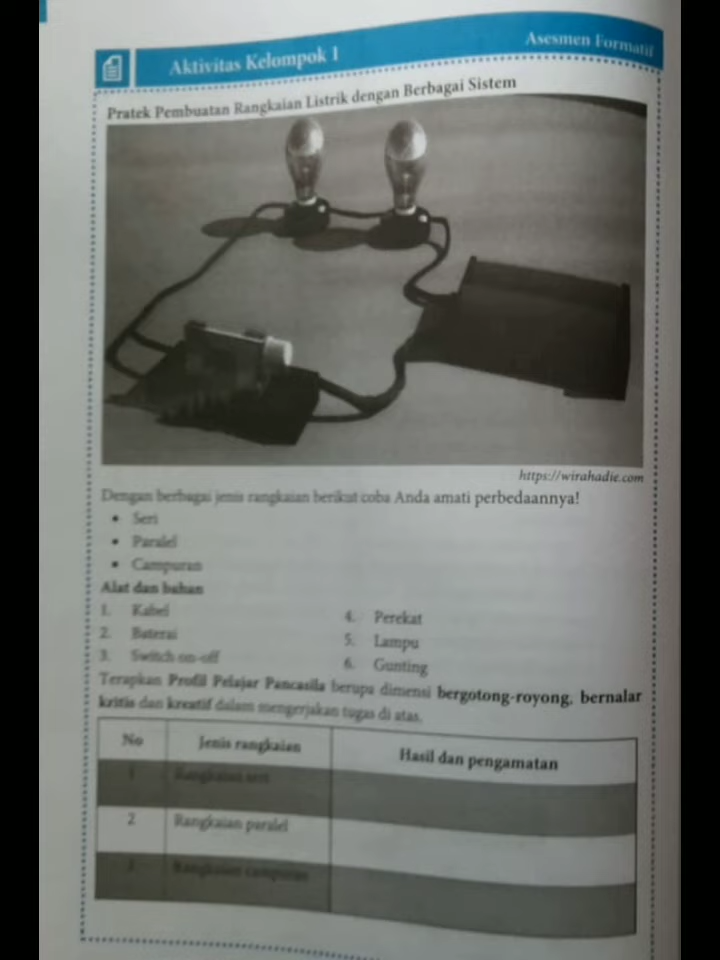 Aktivitas Kelompok 1
Asesmen Formatif
Pratek Pembuatan Rangkaian Listrik dengan Berbagai Sistem
https://wirahadie.com
Dengan berbagai jenis rangkaian berikut coba Anda amati perbedaannya!
• Seri
• Paralel
• Campuran
Alat dan bahan
1. Kabel
2. Baterai
3. Switch on-off
4. Perekat
5. Lampu
6. Gunting
Terapkan Profil Pelajar Pancasila berupa dimensi bergotong-royong, bernalar
kritis dan kreatif dalam mengerjakan tugas di atas.
No Jenis rangkaian Hasil dan pengamatan
1 Rangkaian seri
2 Rangkaian paralel
3 Rangkaian campuran